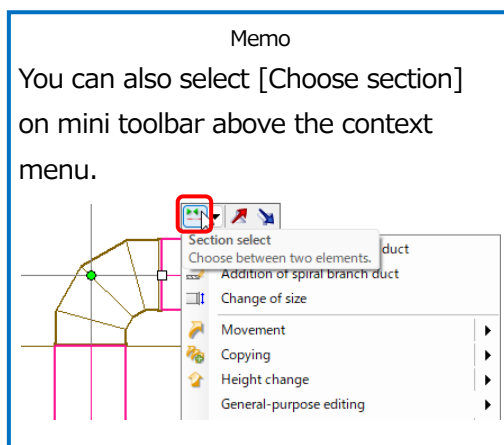 Memo
You can also select [Choose section]
on mini toolbar above the context
menu.
Section select
duct
Choose between two elements.
Addition of spiral branch duct
Change of size
Movement
Copying
Height change
General-purpose editing